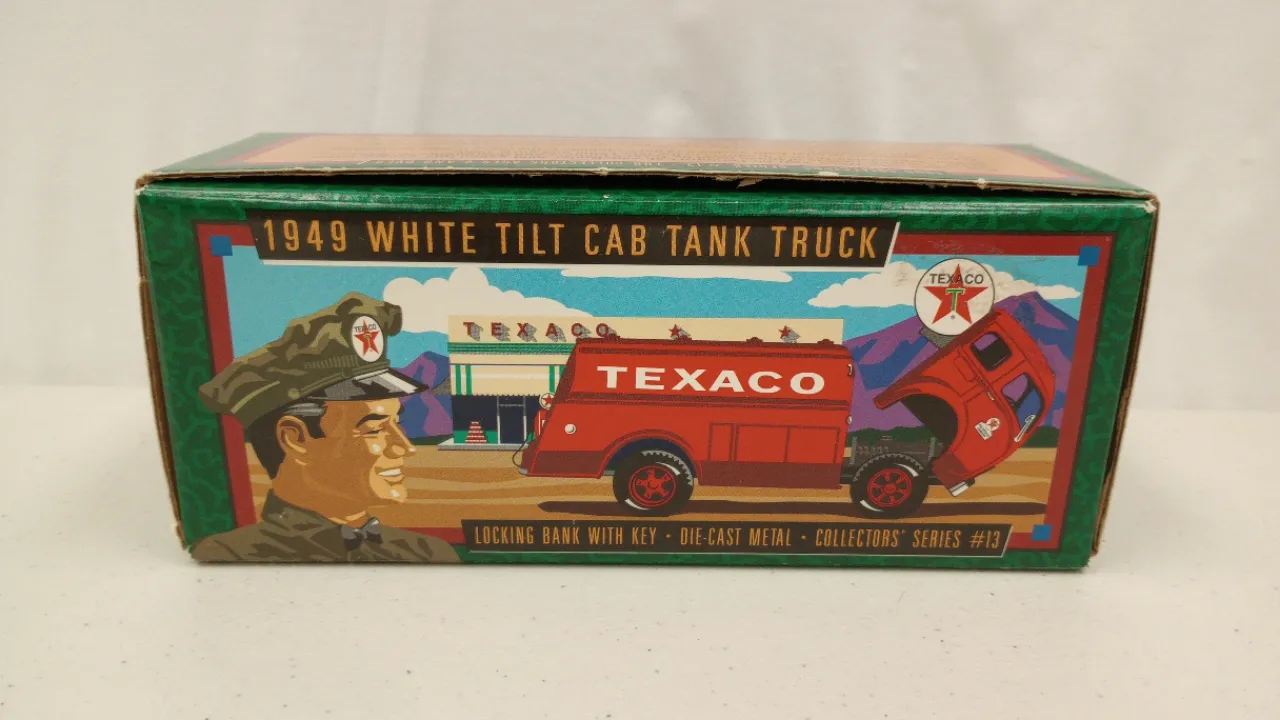 1949 WHITE TILT CAB TANK TRUCK
TEXACO
T
TEXACO
TEXACO
TEXACO
LOCKING BANK WITH KEY • DIE-CAST METAL • COLLECTORS' SERIES #13